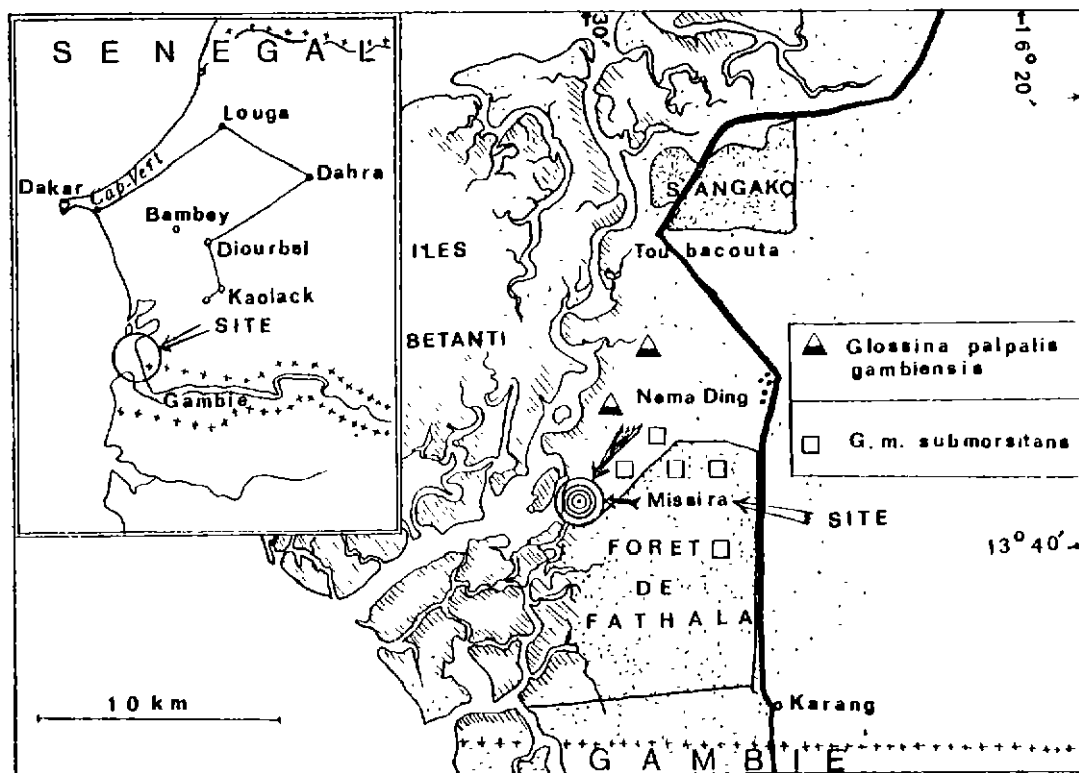 SENEGAL
Louga
Dakar
Cap-Vert
Dahra
Bambey
Diourbel
Kaolack
SITE
Gambie
30'
16° 20'
SANGAKO
Toubacouta
ILES
BETANTI
Glossina palpalis
gambiensis
G.m. submorsitans
Nema Ding
Missira
SITE
13° 40'
FORET
DE
FATHALA
10 km
Karang
GAMBIE